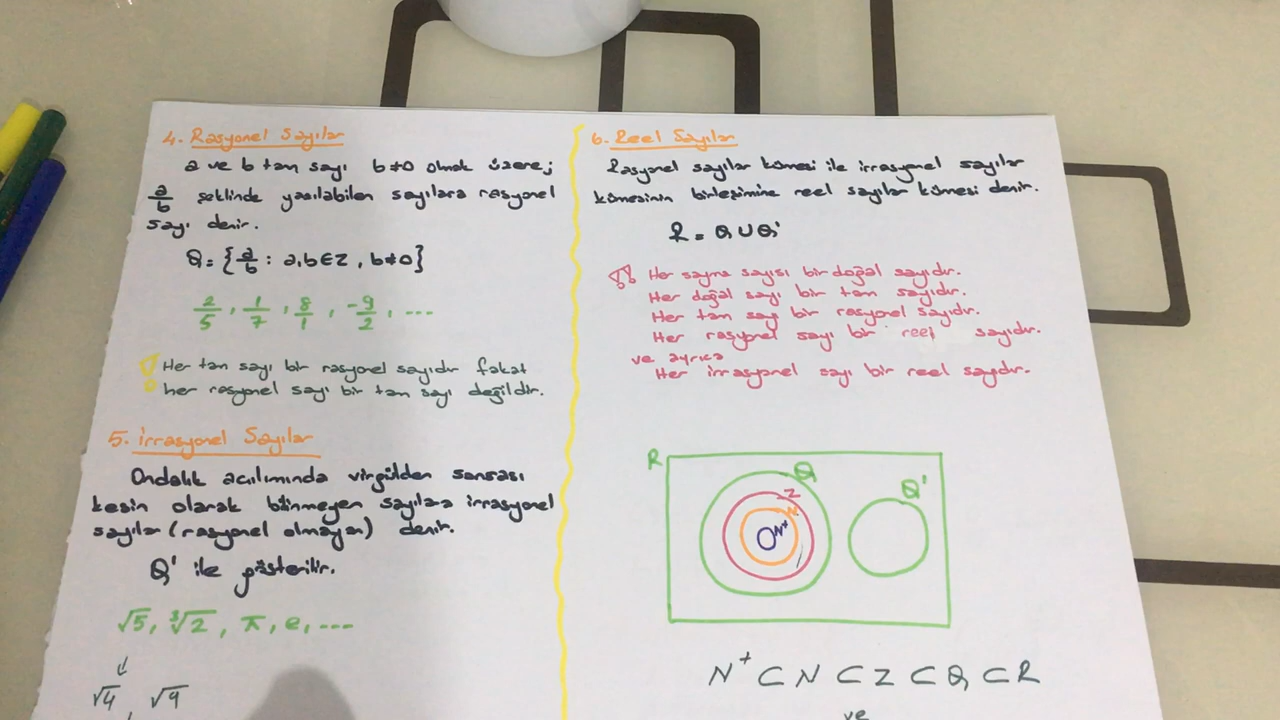 4. Rasyonel Sayılar
a ve b tam sayı b≠0 olmak üzere;
a/b şeklinde yazılabilen sayılara rasyonel
sayı denir.
Q = {a/b : a,b∈Z, b≠0}
2/5, 1/7, 8/1, -9/2, ...
! Her tam sayı bir rasyonel sayıdır fakat
her rasyonel sayı bir tam sayı değildir.
5. İrrasyonel Sayılar
Ondalık açılımında virgülden sonrası
kesin olarak bilinmeyen sayılara irrasyonel
sayılar (rasyonel olmayan) denir.
Q' ile gösterilir.
√5, ∛2, π, e, ...
↓
√4, √9
6. Reel Sayılar
Rasyonel sayılar kümesi ile irrasyonel sayılar
kümesinin birleşimine reel sayılar kümesi denir.
R = Q ∪ Q'
!! Her sayma sayısı bir doğal sayıdır.
Her doğal sayı bir tam sayıdır.
Her tam sayı bir rasyonel sayıdır.
Her rasyonel sayı bir reel sayıdır.
ve ayrıca
Her irrasyonel sayı bir reel sayıdır.
R
Q
Z
N
N⁺
Q'
N⁺ ⊂ N ⊂ Z ⊂ Q ⊂ R
ve